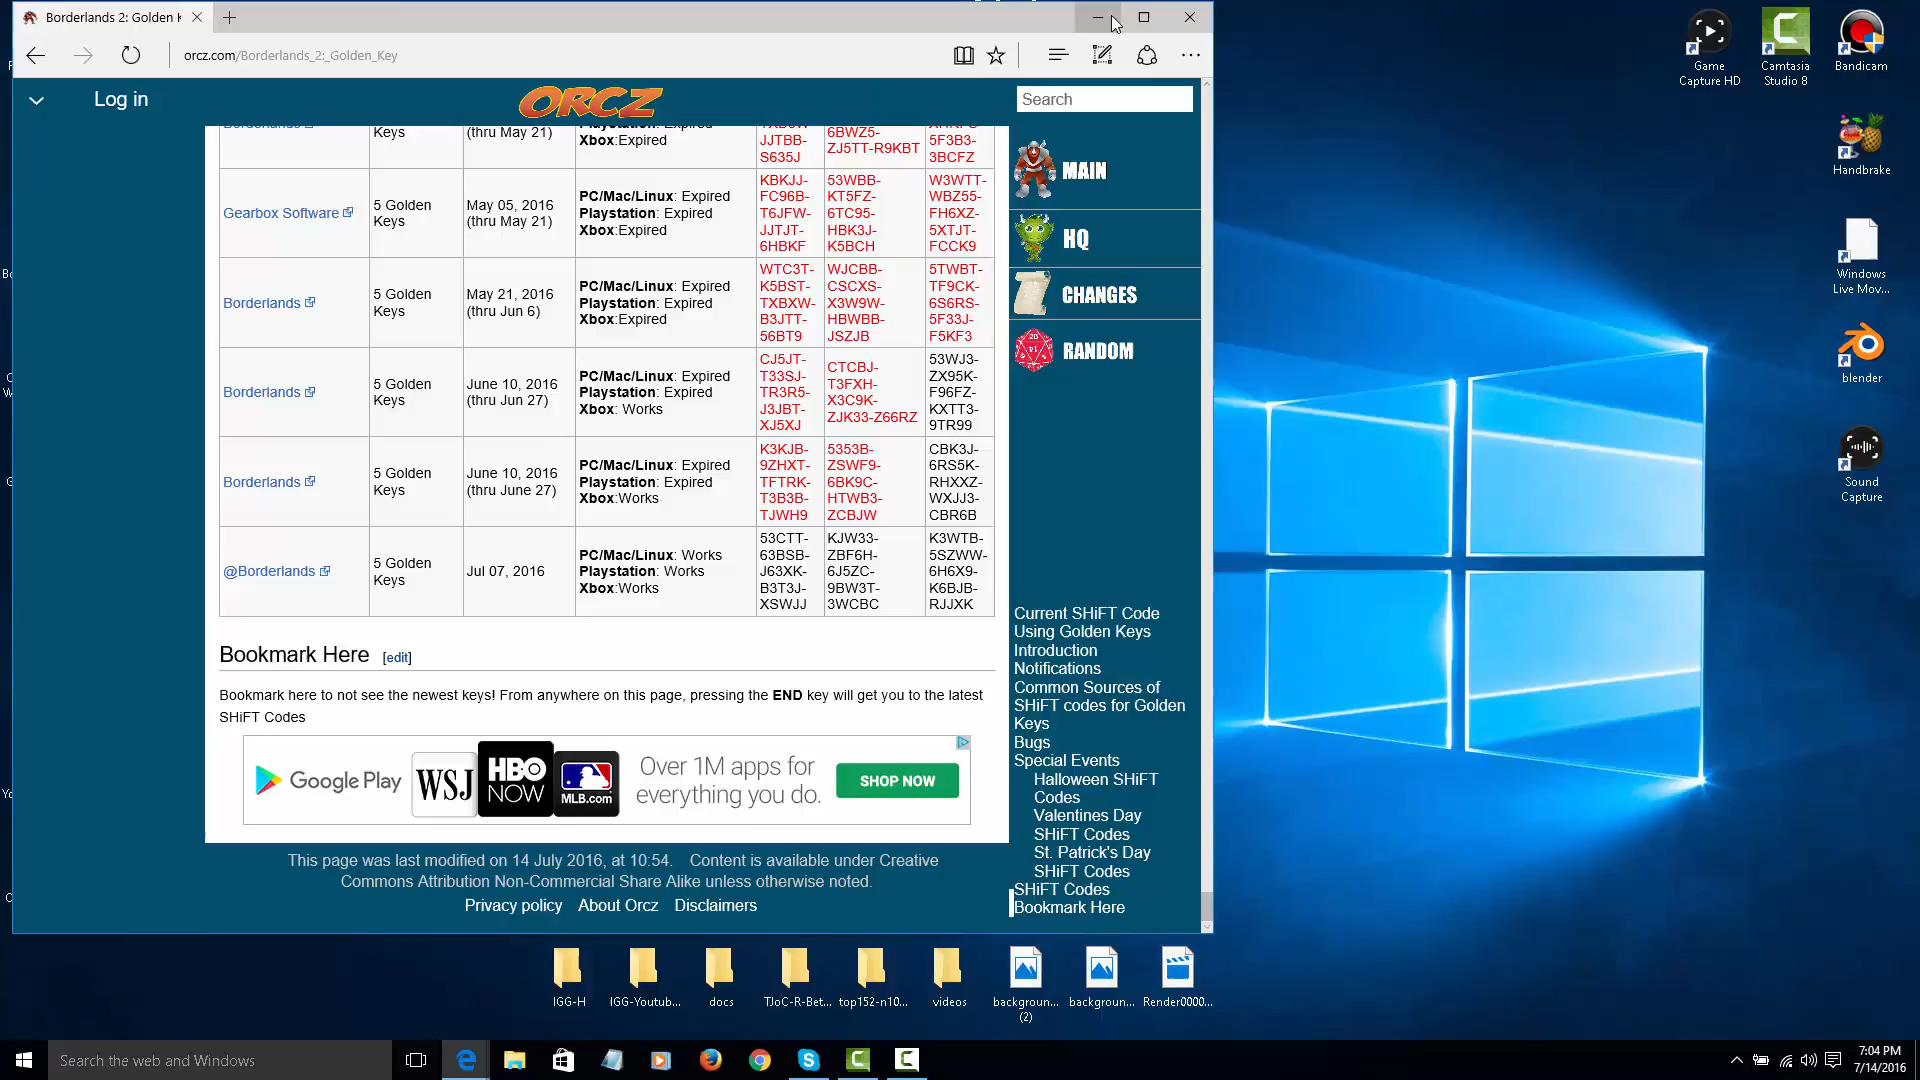 Borderlands 2: Golden K
orcz.com/Borderlands_2:_Golden_Key
Log in
ORCZ
Search
Keys
(thru May 21)
Xbox:Expired
JJTBB-
S635J
6BWZ5-
ZJ5TT-R9KBT
5F3B3-
3BCFZ
Gearbox Software
5 Golden
Keys
May 05, 2016
(thru May 21)
PC/Mac/Linux: Expired
Playstation: Expired
Xbox:Expired
KBKJJ-
FC96B-
T6JFW-
JJTJT-
6HBKF
53WBB-
KT5FZ-
6TC95-
HBK3J-
K5BCH
W3WTT-
WBZ55-
FH6XZ-
5XTJT-
FCCK9
Borderlands
5 Golden
Keys
May 21, 2016
(thru Jun 6)
PC/Mac/Linux: Expired
Playstation: Expired
Xbox:Expired
WTC3T-
K5BST-
TXBXW-
B3JTT-
56BT9
WJCBB-
CSCXS-
X3W9W-
HBWBB-
JSZJB
5TWBT-
TF9CK-
6S6RS-
5F33J-
F5KF3
Borderlands
5 Golden
Keys
June 10, 2016
(thru Jun 27)
PC/Mac/Linux: Expired
Playstation: Expired
Xbox: Works
CJ5JT-
T33SJ-
TR3R5-
J3JBT-
XJ5XJ
CTCBJ-
T3FXH-
X3C9K-
ZJK33-Z66RZ
53WJ3-
ZX95K-
F96FZ-
KXTT3-
9TR99
Borderlands
5 Golden
Keys
June 10, 2016
(thru June 27)
PC/Mac/Linux: Expired
Playstation: Expired
Xbox:Works
K3KJB-
9ZHXT-
TFTRK-
T3B3B-
TJWH9
5353B-
ZSWF9-
6BK9C-
HTWB3-
ZCBJW
CBK3J-
6RS5K-
RHXXZ-
WXJJ3-
CBR6B
@Borderlands
5 Golden
Keys
Jul 07, 2016
PC/Mac/Linux: Works
Playstation: Works
Xbox:Works
53CTT-
63BSB-
J63XK-
B3T3J-
XSWJJ
KJW33-
ZBF6H-
6J5ZC-
9BW3T-
3WCBC
K3WTB-
5SZWW-
6H6X9-
K6BJB-
RJJXK
Bookmark Here [edit]
Bookmark here to not see the newest keys! From anywhere on this page, pressing the END key will get you to the latest
SHiFT Codes
Google Play
WSJ
HBO
NOW
MLB.com
Over 1M apps for
everything you do.
SHOP NOW
This page was last modified on 14 July 2016, at 10:54. Content is available under Creative
Commons Attribution Non-Commercial Share Alike unless otherwise noted.
Privacy policy About Orcz Disclaimers
MAIN
HQ
CHANGES
RANDOM
Current SHiFT Code
Using Golden Keys
Introduction
Notifications
Common Sources of
SHiFT codes for Golden
Keys
Bugs
Special Events
Halloween SHiFT
Codes
Valentines Day
SHiFT Codes
St. Patrick's Day
SHiFT Codes
SHiFT Codes
Bookmark Here
Game
Capture HD
Camtasia
Studio 8
Bandicam
Handbrake
Windows
Live Mov...
blender
Sound
Capture
IGG-H
IGG-Youtub...
docs
TJoC-R-Bet...
top152-n10...
videos
backgroun...
(2)
backgroun...
Render0000...
Search the web and Windows
7:04 PM
7/14/2016